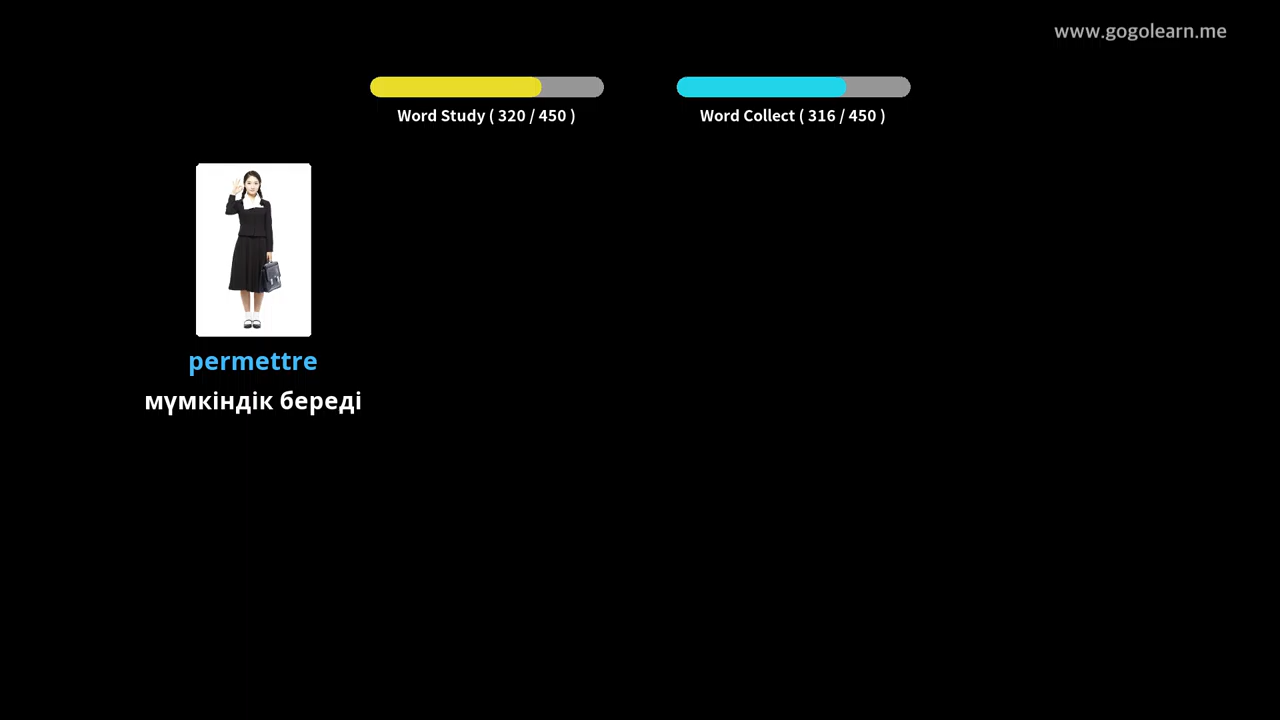 www.gogolearn.me
Word Study ( 320 / 450 )
Word Collect ( 316 / 450 )
permettre
мүмкіндік береді